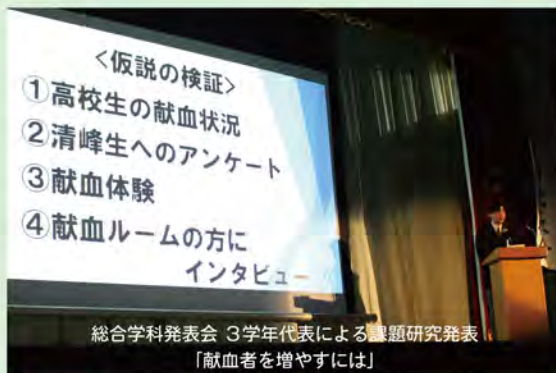 <仮説の検証>
①高校生の献血状況
②清峰生へのアンケート
③献血体験
④献血ルームの方に
インタビュー
総合学科発表会 3学年代表による課題研究発表
「献血者を増やすには」